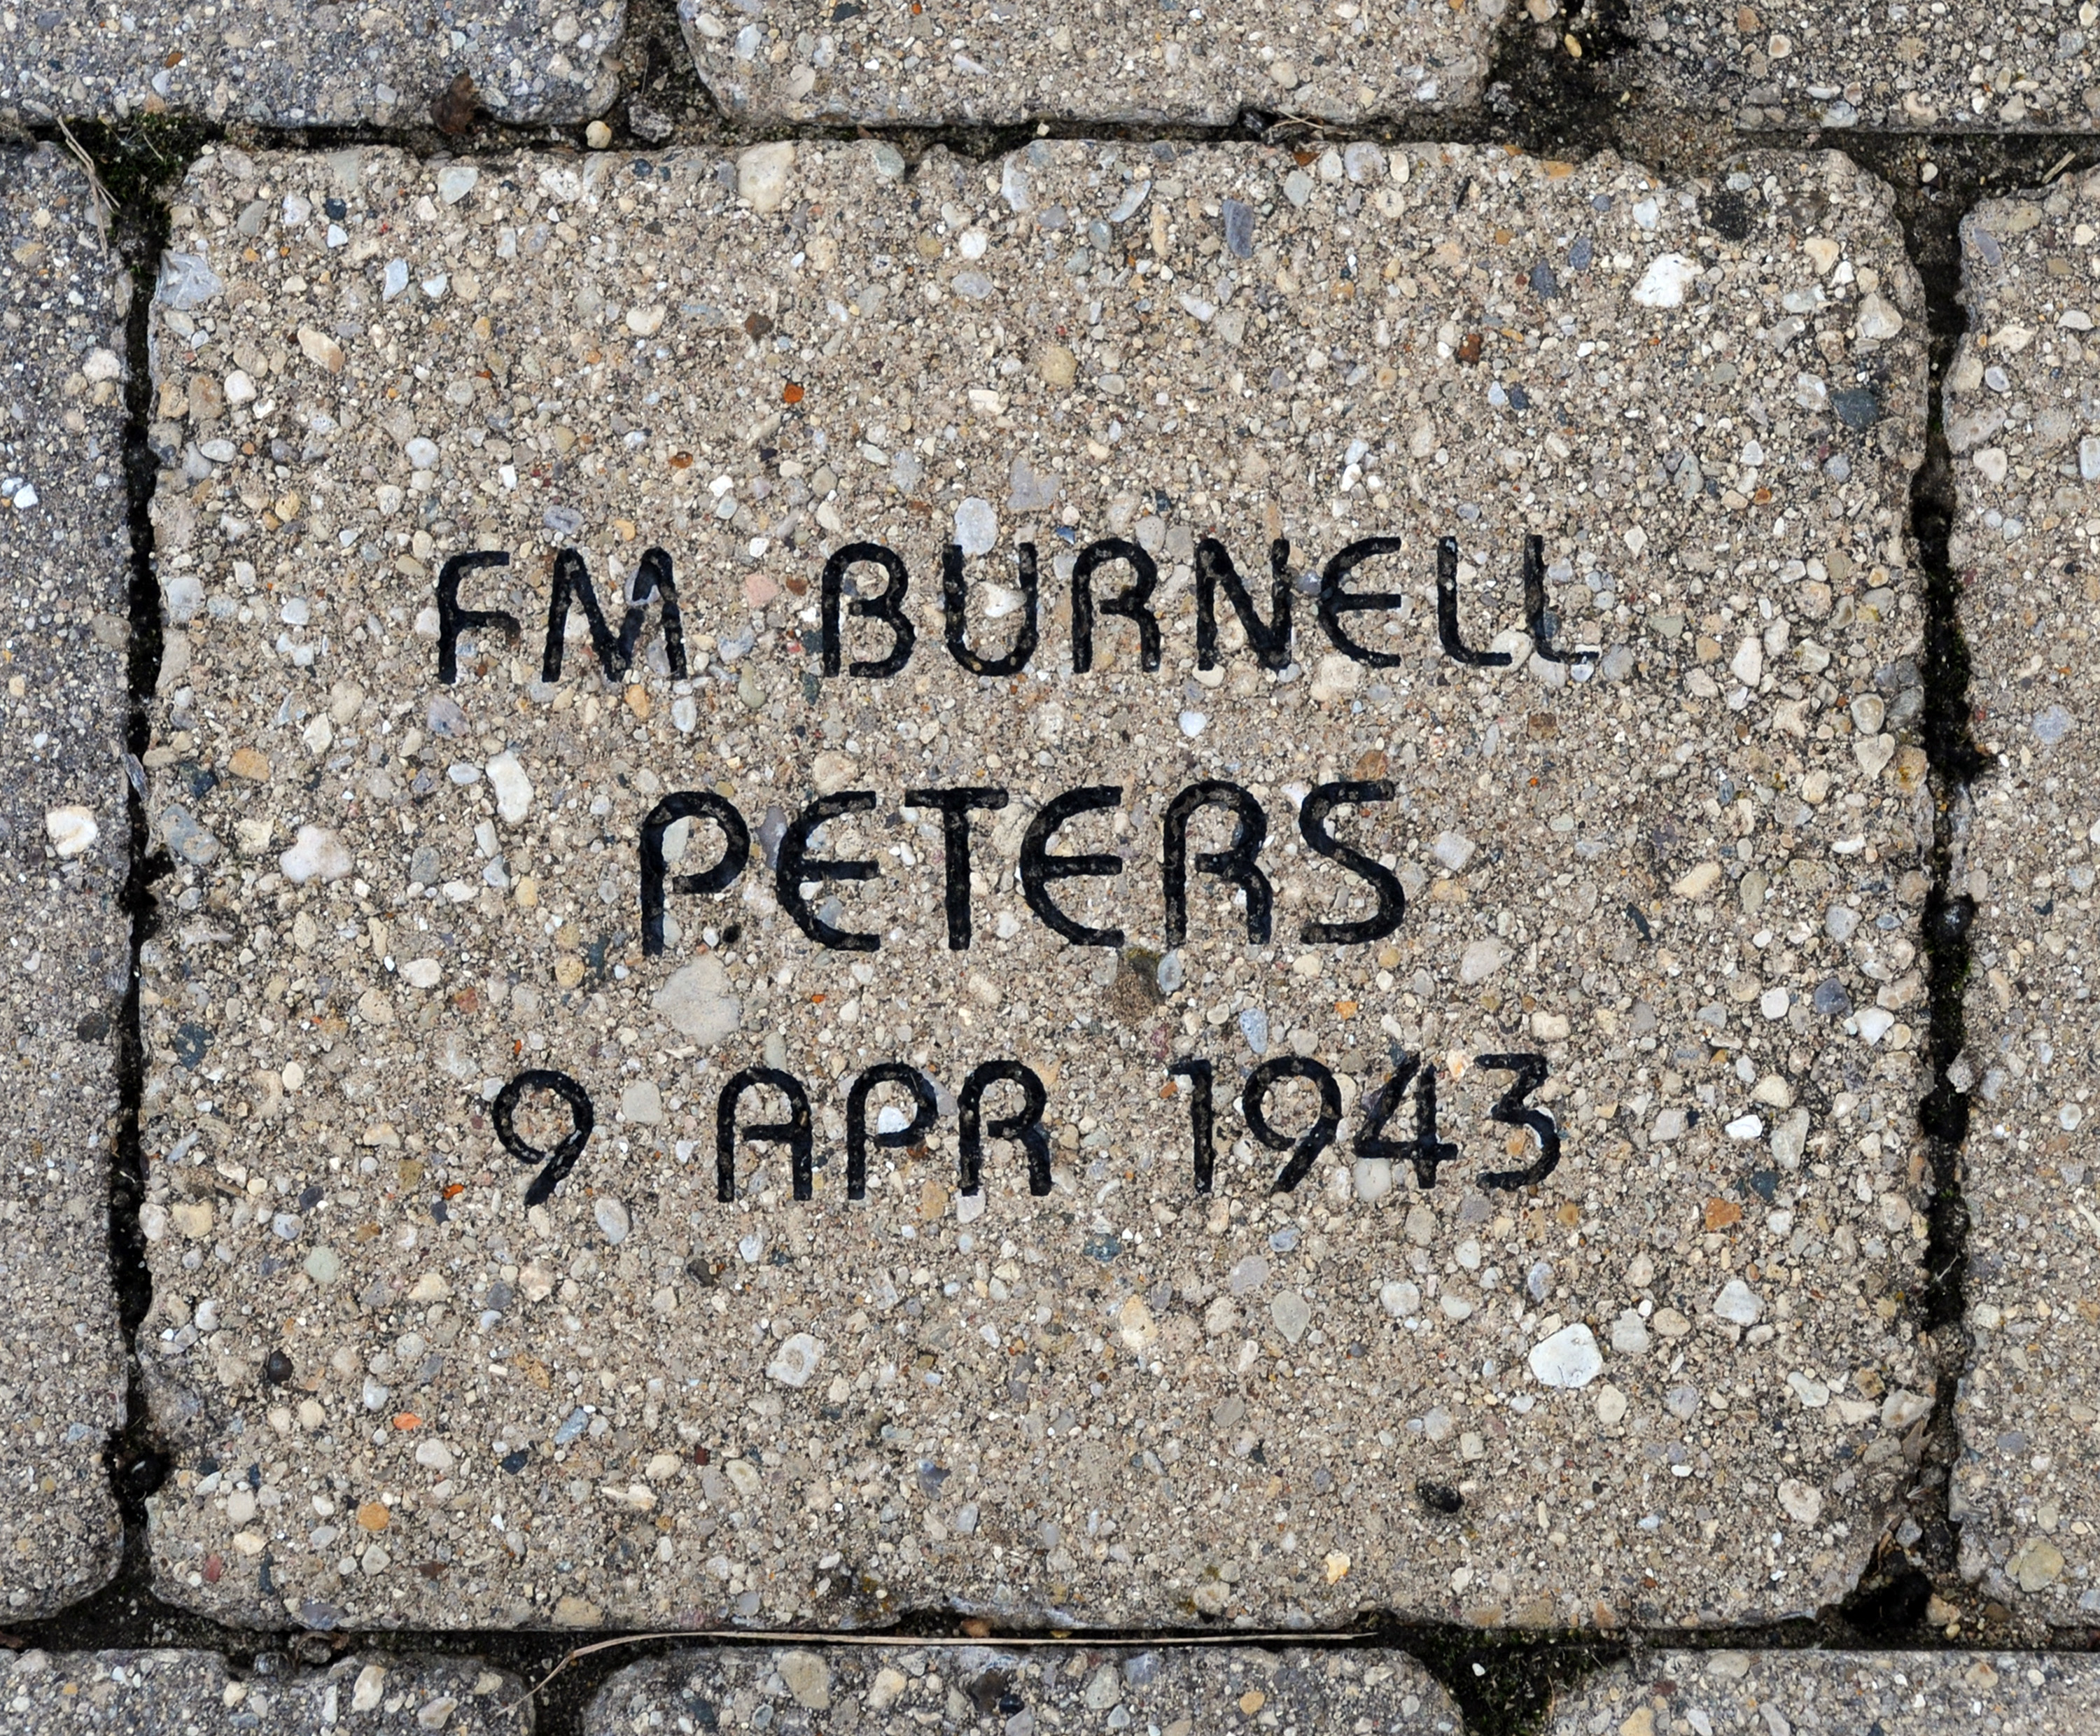 FM BURNELL
PETERS
9 APR 1943